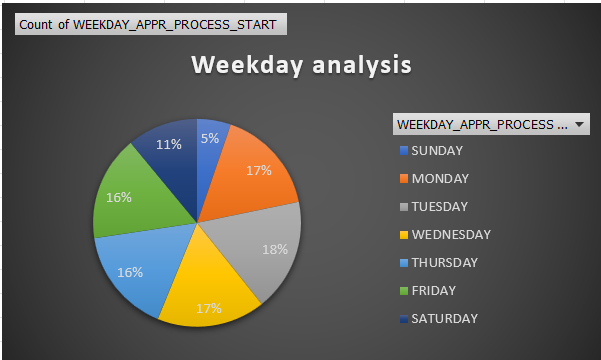 Count of WEEKDAY_APPR_PROCESS_START
Weekday analysis
5%
17%
18%
17%
16%
16%
11%
WEEKDAY_APPR_PROCESS ...
SUNDAY
MONDAY
TUESDAY
WEDNESDAY
THURSDAY
FRIDAY
SATURDAY